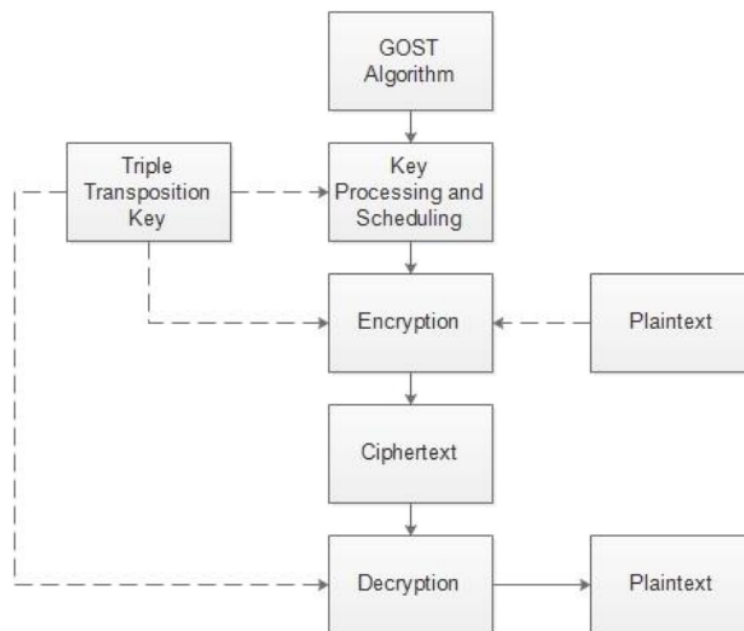 GOST
Algorithm
Triple
Transposition
Key
Key
Processing and
Scheduling
Encryption
Plaintext
Ciphertext
Decryption
Plaintext